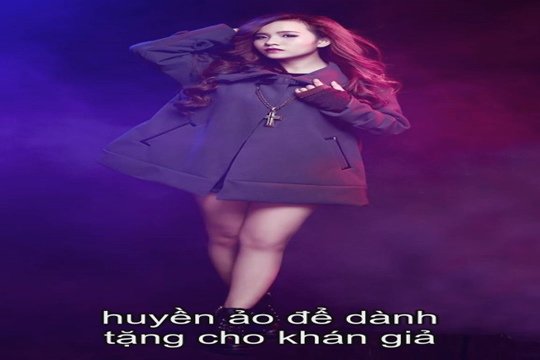 huyền ảo để dành
tặng cho khán giả